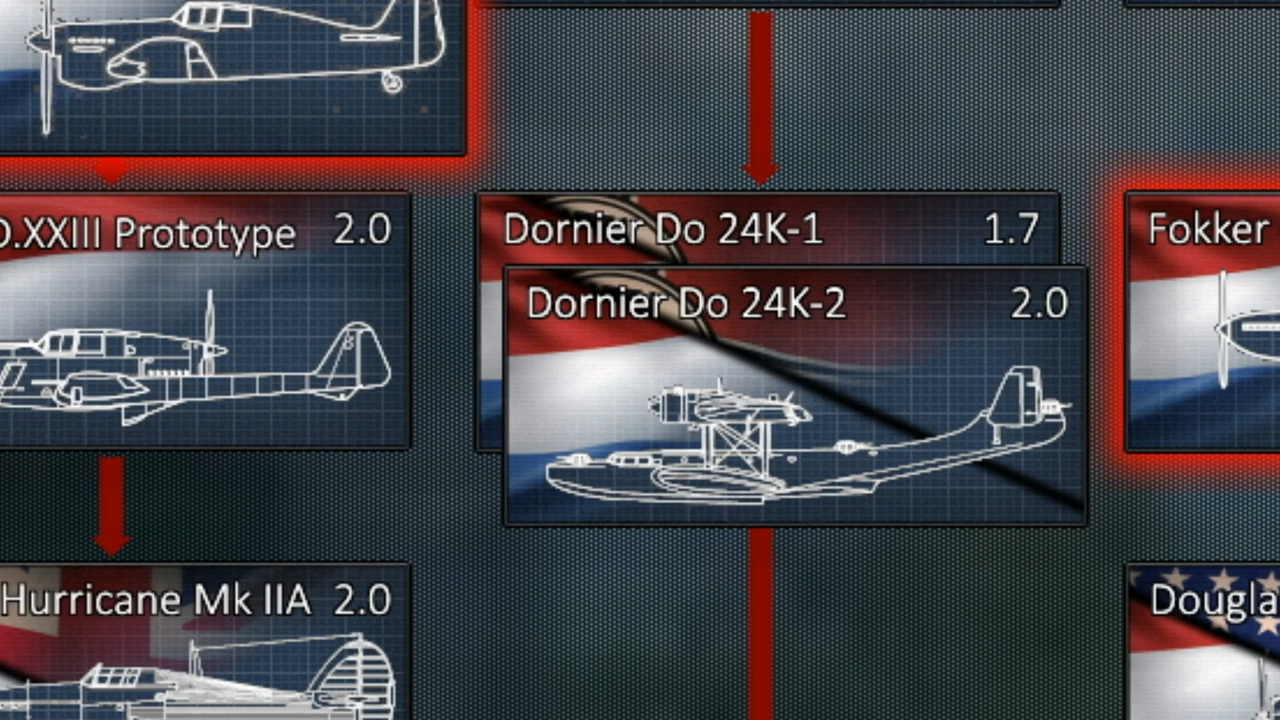 D.XXIII Prototype 2.0
Dornier Do 24K-1 1.7
Fokker
Dornier Do 24K-2 2.0
Hurricane Mk IIA 2.0
Dougla